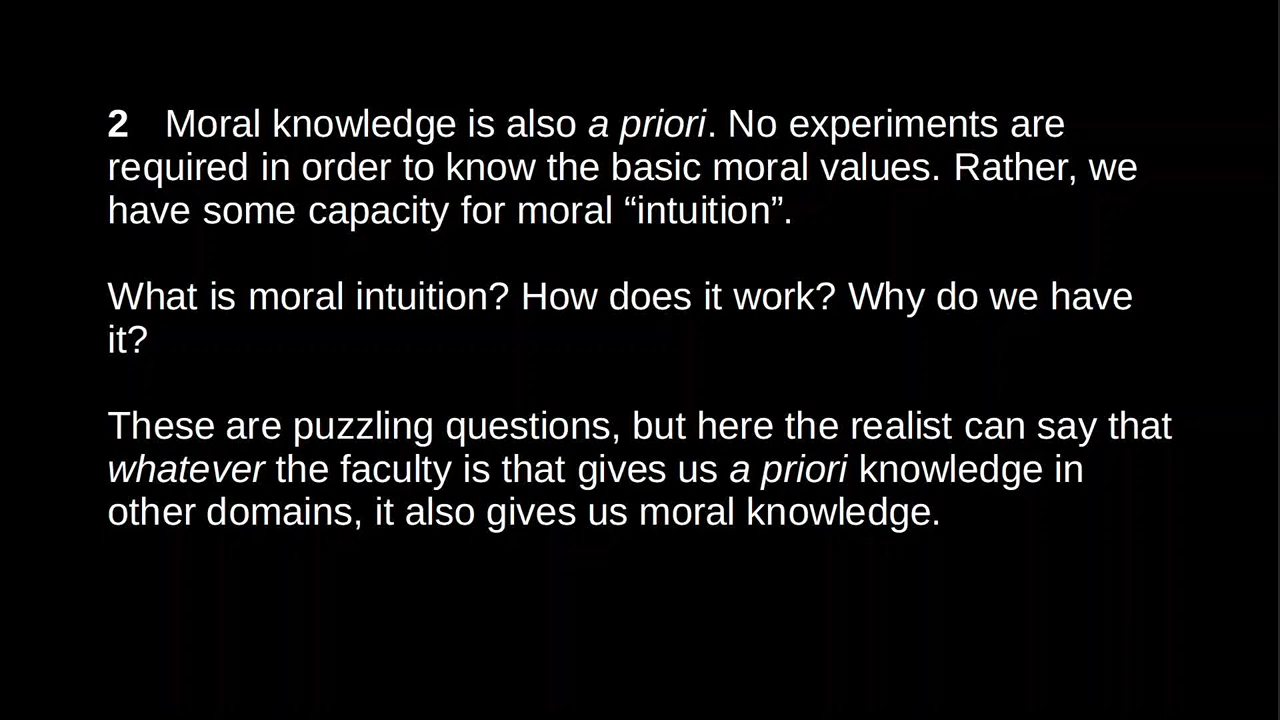 2 Moral knowledge is also a priori. No experiments are
required in order to know the basic moral values. Rather, we
have some capacity for moral “intuition”.
What is moral intuition? How does it work? Why do we have
it?
These are puzzling questions, but here the realist can say that
whatever the faculty is that gives us a priori knowledge in
other domains, it also gives us moral knowledge.